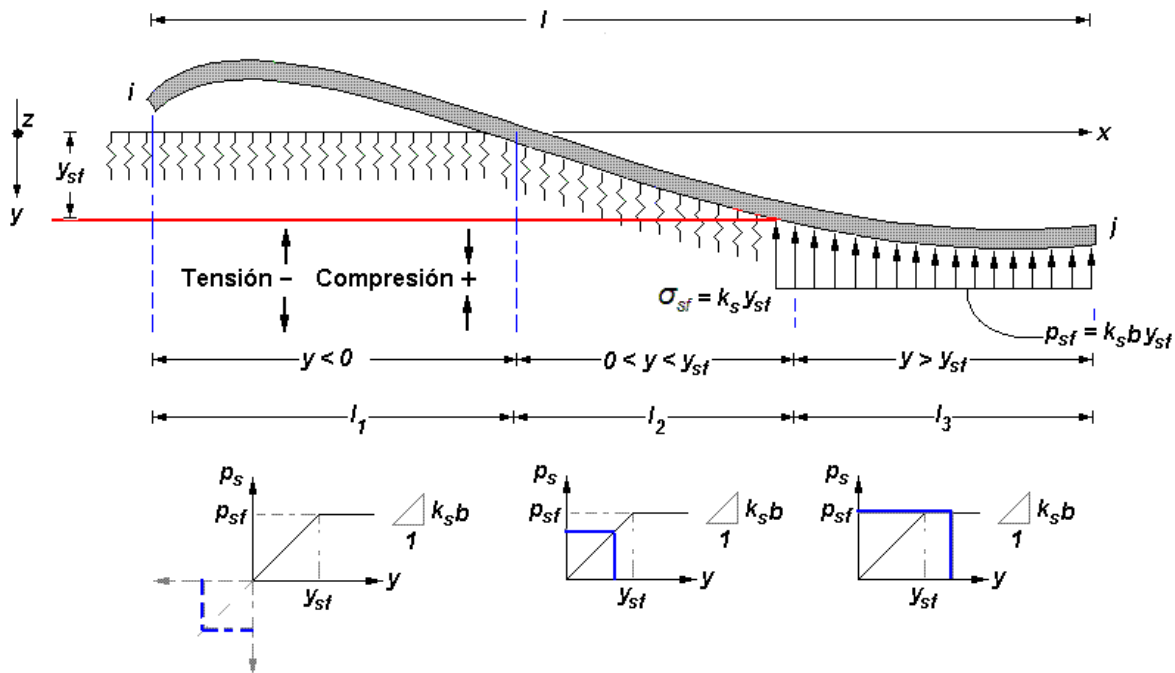 l
i
z
x
y_sf
y
j
Tensión –
Compresión +
σ_sf = k_s y_sf
p_sf = k_s b y_sf
y < 0
0 < y < y_sf
y > y_sf
l_1
l_2
l_3
p_s
p_sf
k_s b
1
y
y_sf
p_s
p_sf
k_s b
1
y
y_sf
p_s
p_sf
k_s b
1
y
y_sf